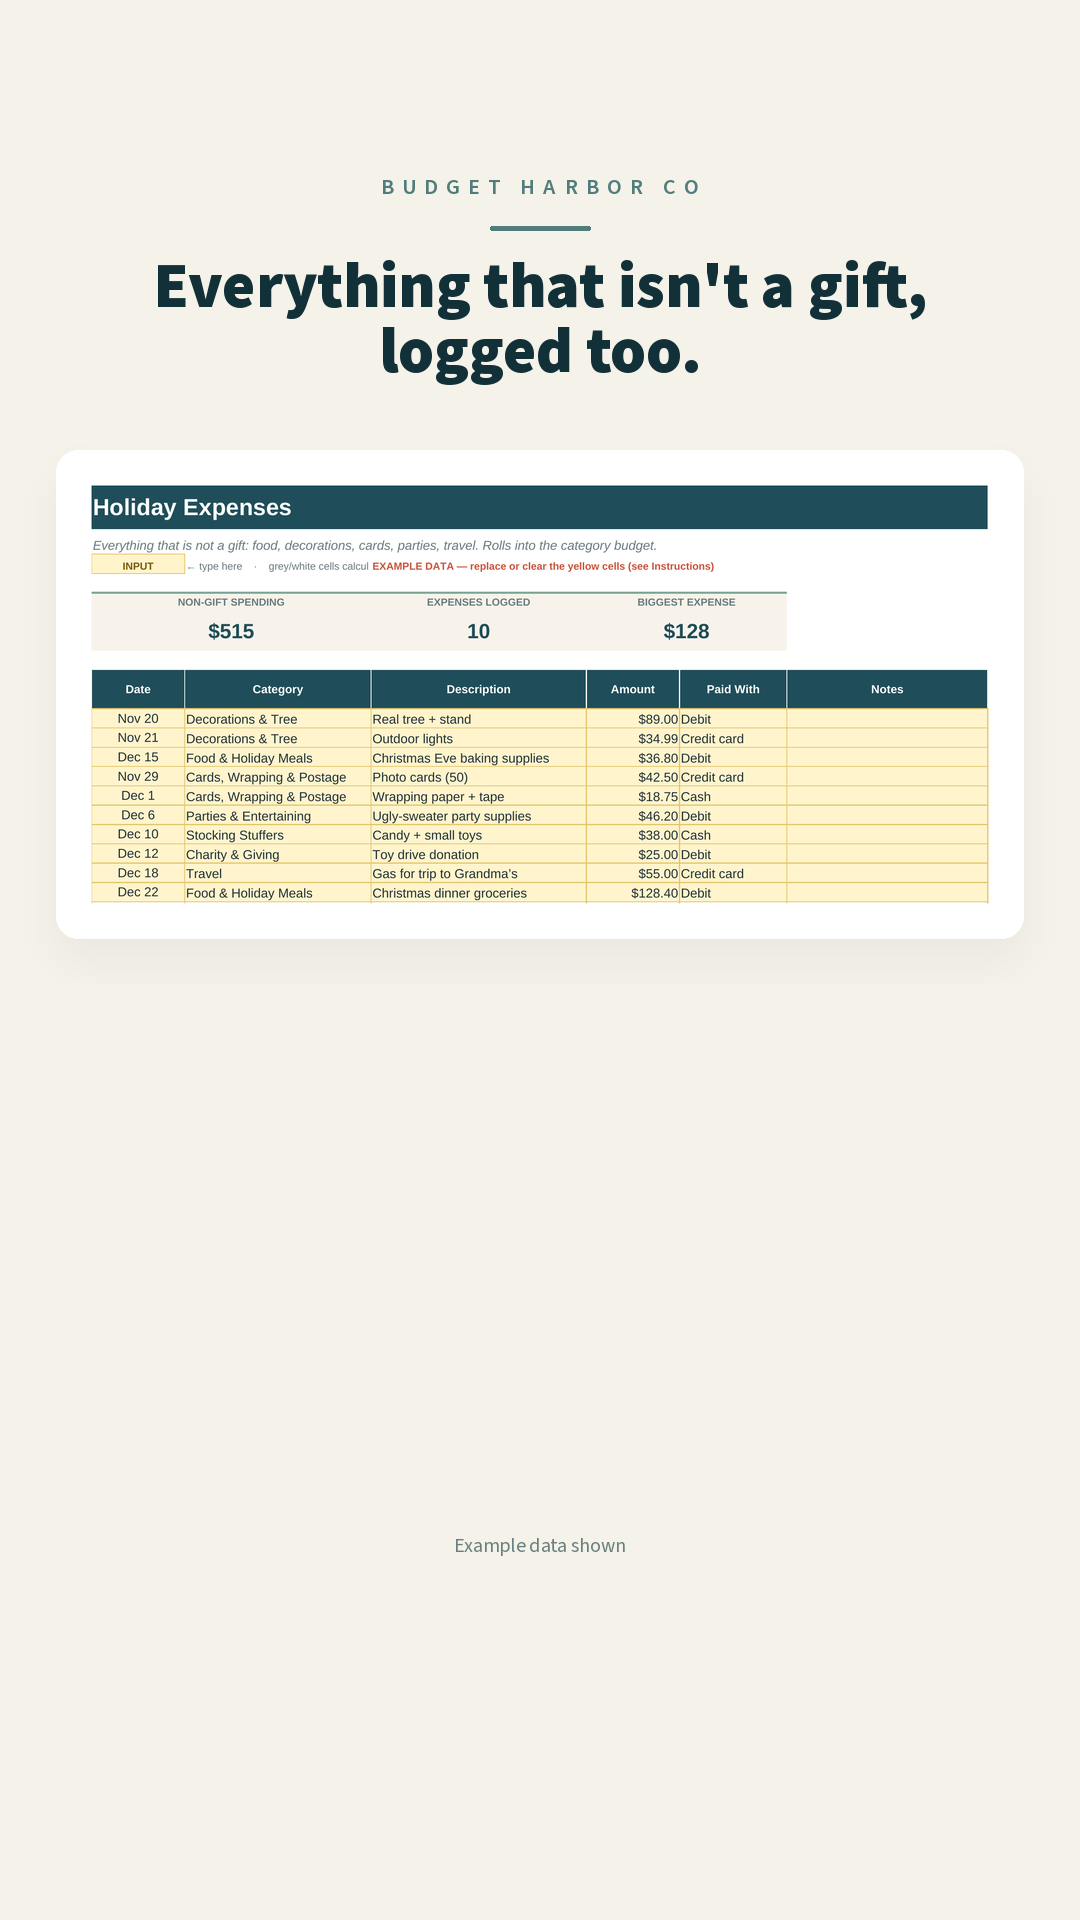 BUDGET HARBOR CO
Everything that isn't a gift,
logged too.
Holiday Expenses
Everything that is not a gift: food, decorations, cards, parties, travel. Rolls into the category budget.
INPUT ← type here · grey/white cells calcul EXAMPLE DATA — replace or clear the yellow cells (see Instructions)
NON-GIFT SPENDING EXPENSES LOGGED BIGGEST EXPENSE
$515 10 $128
Date Category Description Amount Paid With Notes
Nov 20 Decorations & Tree Real tree + stand $89.00 Debit
Nov 21 Decorations & Tree Outdoor lights $34.99 Credit card
Dec 15 Food & Holiday Meals Christmas Eve baking supplies $36.80 Debit
Nov 29 Cards, Wrapping & Postage Photo cards (50) $42.50 Credit card
Dec 1 Cards, Wrapping & Postage Wrapping paper + tape $18.75 Cash
Dec 6 Parties & Entertaining Ugly-sweater party supplies $46.20 Debit
Dec 10 Stocking Stuffers Candy + small toys $38.00 Cash
Dec 12 Charity & Giving Toy drive donation $25.00 Debit
Dec 18 Travel Gas for trip to Grandma’s $55.00 Credit card
Dec 22 Food & Holiday Meals Christmas dinner groceries $128.40 Debit
Example data shown